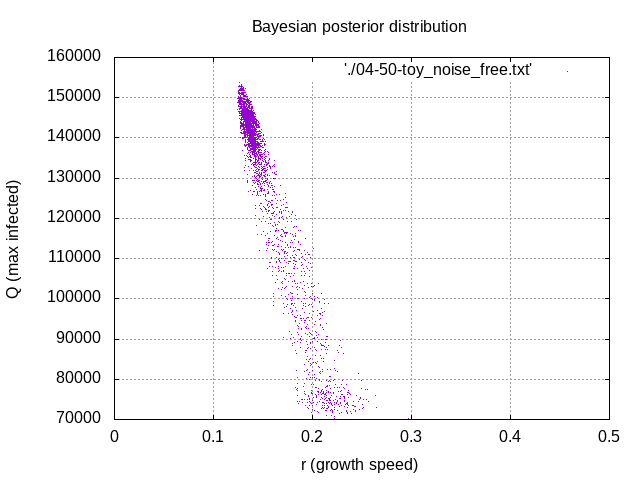 Bayesian posterior distribution
160000
150000
140000
130000
120000
110000
100000
90000
80000
70000
Q (max infected)
'./04-50-toy_noise_free.txt'
0 0.1 0.2 0.3 0.4 0.5
r (growth speed)